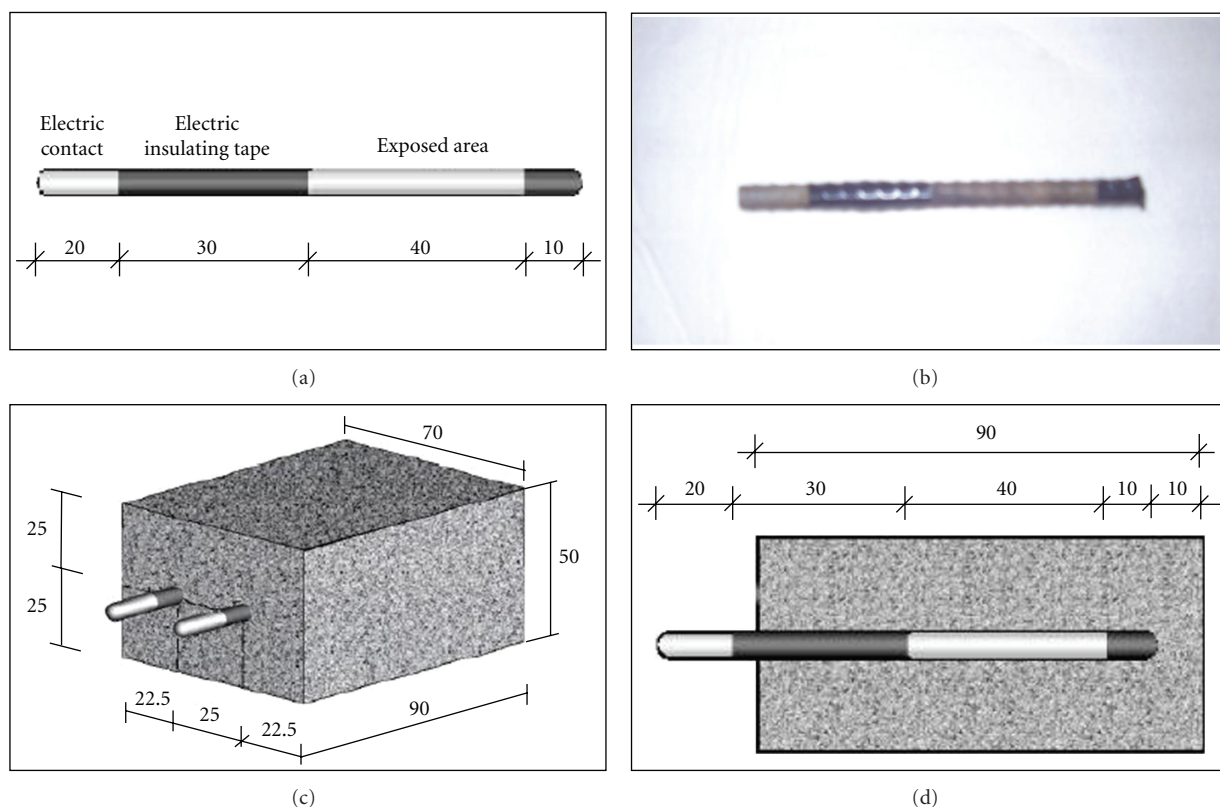 Electric
contact
Electric
insulating tape
Exposed area
20 30 40 10
(a)
(b)
70
25
25
50
22.5 25 22.5
90
(c)
90
20 30 40 10 10
(d)